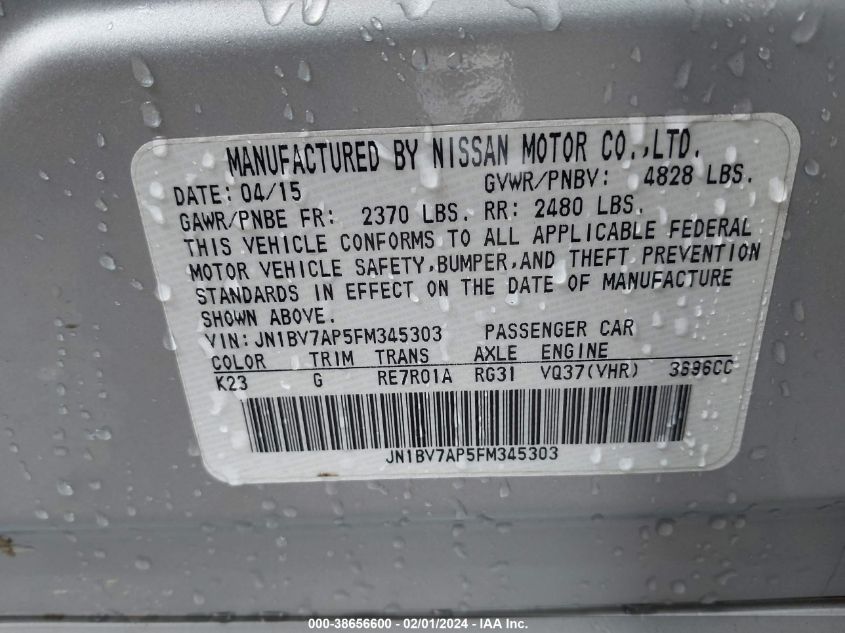 MANUFACTURED BY NISSAN MOTOR CO.,LTD.
DATE: 04/15 GVWR/PNBV: 4828 LBS.
GAWR/PNBE FR: 2370 LBS. RR: 2480 LBS.
THIS VEHICLE CONFORMS TO ALL APPLICABLE FEDERAL
MOTOR VEHICLE SAFETY,BUMPER,AND THEFT PREVENTION
STANDARDS IN EFFECT ON THE DATE OF MANUFACTURE
SHOWN ABOVE.
VIN: JN1BV7AP5FM345303 PASSENGER CAR
COLOR TRIM TRANS AXLE ENGINE
K23 G RE7R01A RG31 VQ37(VHR) 3696CC
JN1BV7AP5FM345303
000-38656600 - 02/01/2024 - IAA Inc.